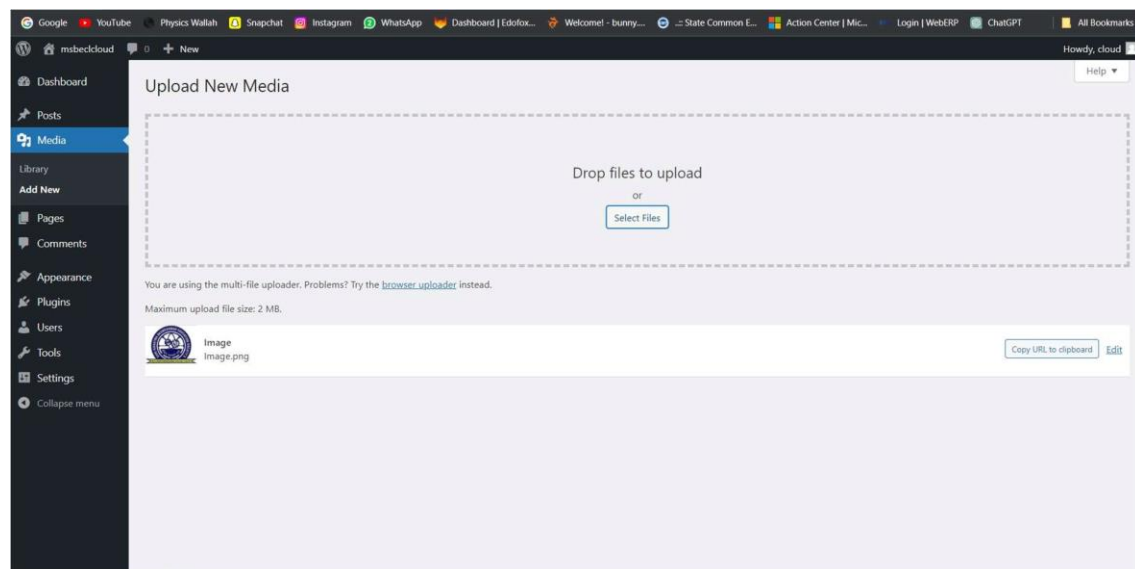 Google YouTube Physics Wallah Snapchat Instagram WhatsApp Dashboard | Edofox... Welcome! - bunny.... .:: State Common E... Action Center | Mic... Login | WebERP ChatGPT All Bookmarks
msbecldcloud 0 + New Howdy, cloud
Help ▼
Dashboard
Upload New Media
Posts
Media
Drop files to upload
Library
or
Add New
Select Files
Pages
Comments
Appearance
You are using the multi-file uploader. Problems? Try the browser uploader instead.
Plugins
Maximum upload file size: 2 MB.
Users
Image
Image.png
Copy URL to clipboard Edit
Tools
Settings
Collapse menu